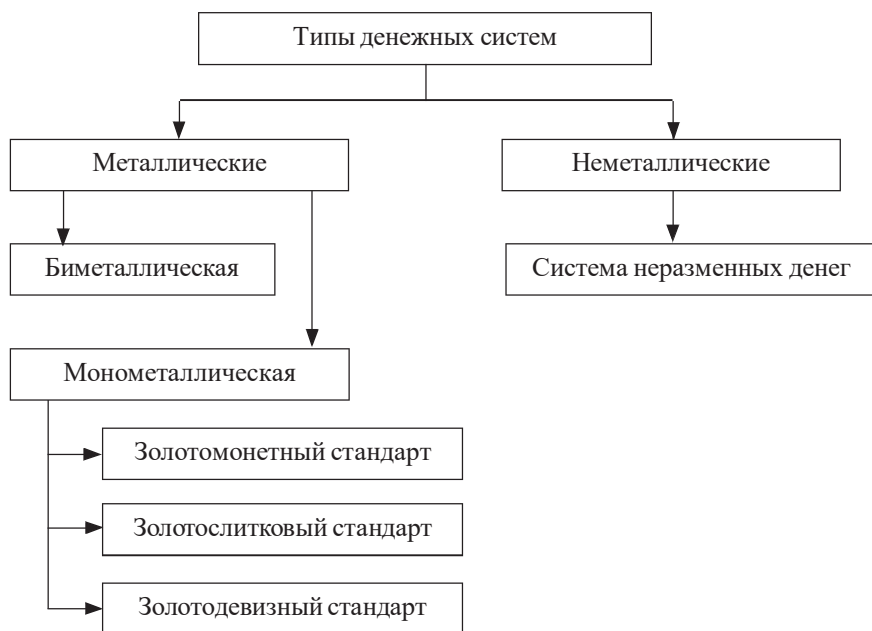 Типы денежных систем
Металлические
Неметаллические
Биметаллическая
Система неразменных денег
Монометаллическая
Золотомонетный стандарт
Золотослитковый стандарт
Золотодевизный стандарт